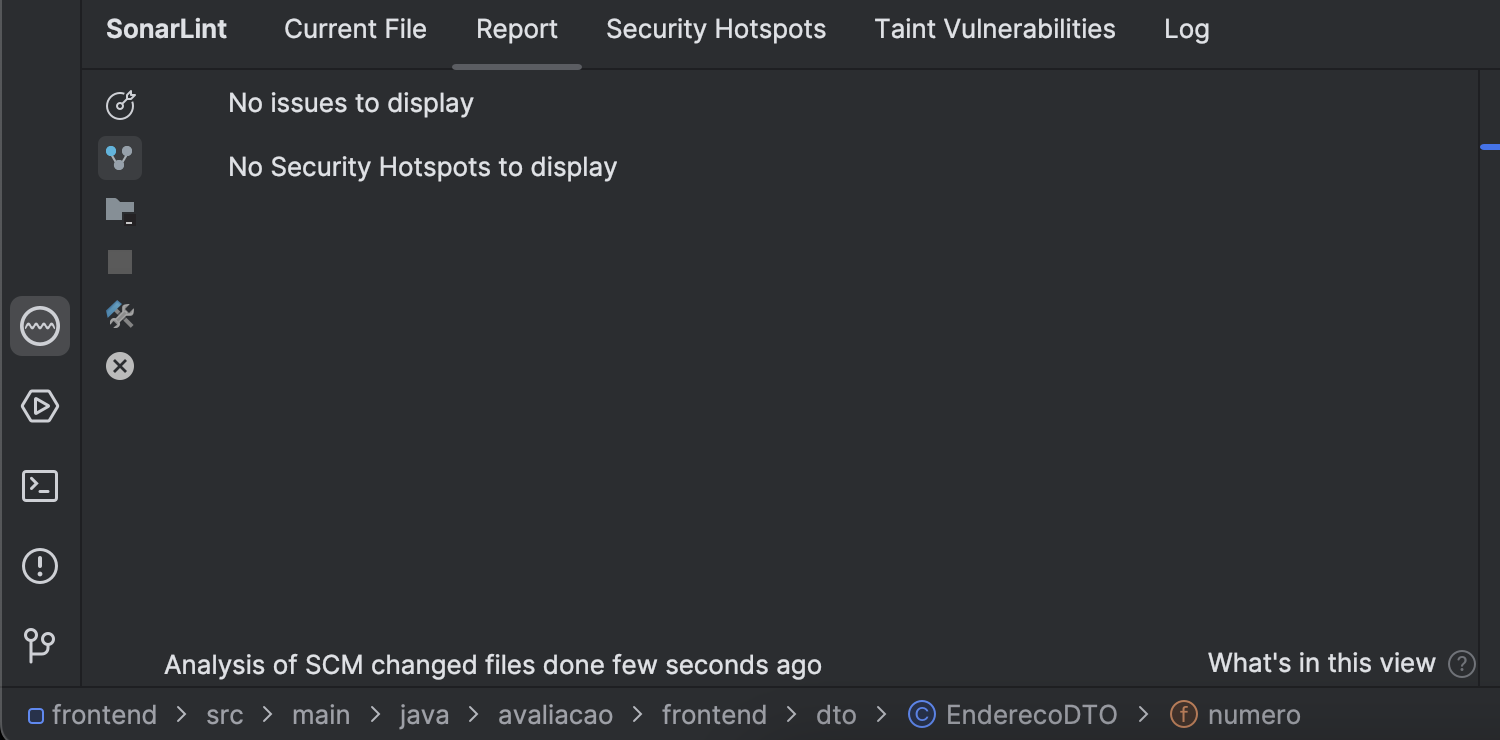 SonarLint Current File Report Security Hotspots Taint Vulnerabilities Log
No issues to display
No Security Hotspots to display
Analysis of SCM changed files done few seconds ago
What's in this view ?
frontend > src > main > java > avaliacao > frontend > dto > C EnderecoDTO > f numero